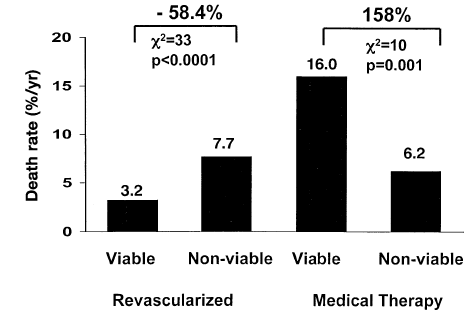 - 58.4% 158%
χ²=33 χ²=10
p<0.0001 p=0.001
Death rate (%/yr)
20
15
10
5
0
3.2 7.7 16.0 6.2
Viable Non-viable Viable Non-viable
Revascularized Medical Therapy